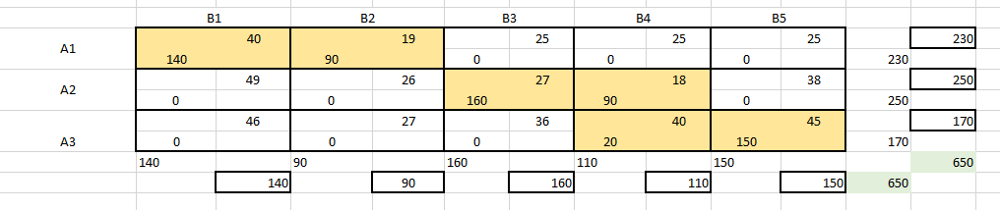 B1 B2 B3 B4 B5
40 19 25 25 25 230
A1
140 90 0 0 0 230
49 26 27 18 38 250
A2
0 0 160 90 0 250
46 27 36 40 45 170
A3 0 0 0 20 150 170
140 90 160 110 150 650
140 90 160 110 150 650